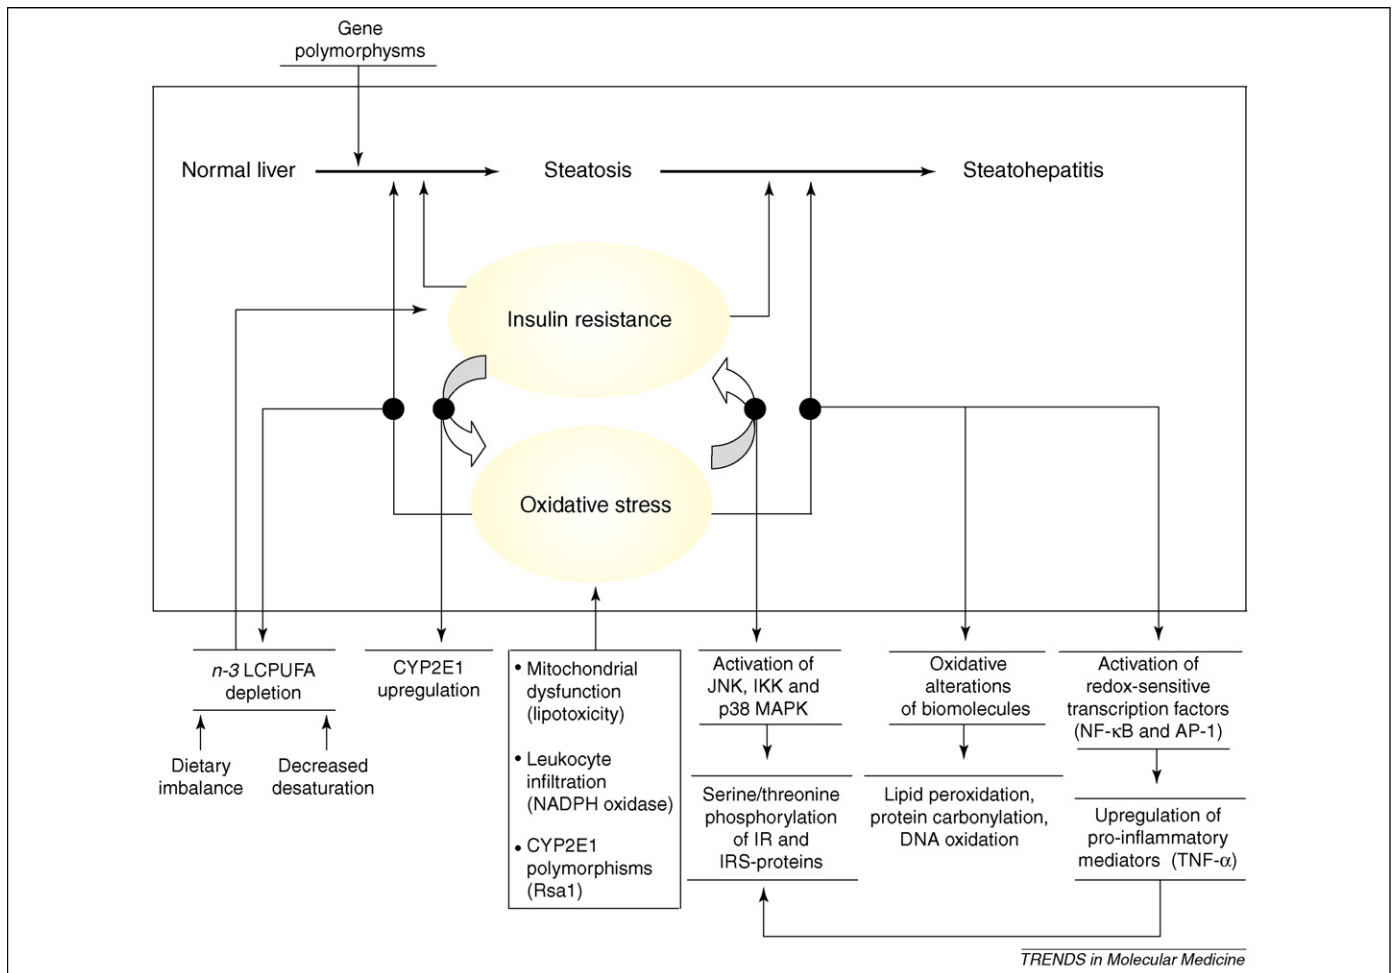 Gene
polymorphysms
Normal liver
Steatosis
Steatohepatitis
Insulin resistance
Oxidative stress
n-3 LCPUFA
depletion
Dietary
imbalance
Decreased
desaturation
CYP2E1
upregulation
• Mitochondrial
dysfunction
(lipotoxicity)
• Leukocyte
infiltration
(NADPH oxidase)
• CYP2E1
polymorphisms
(Rsa1)
Activation of
JNK, IKK and
p38 MAPK
Serine/threonine
phosphorylation
of IR and
IRS-proteins
Oxidative
alterations
of biomolecules
Lipid peroxidation,
protein carbonylation,
DNA oxidation
Activation of
redox-sensitive
transcription factors
(NF-κB and AP-1)
Upregulation of
pro-inflammatory
mediators (TNF-α)
TRENDS in Molecular Medicine